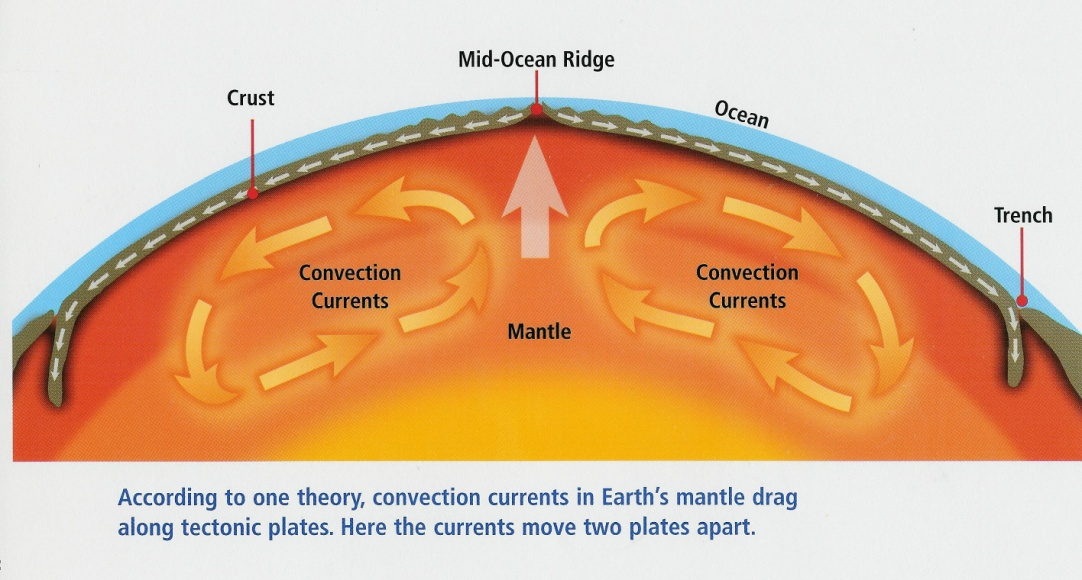 Mid-Ocean Ridge
Crust
Ocean
Trench
Convection
Currents
Convection
Currents
Mantle
According to one theory, convection currents in Earth's mantle drag
along tectonic plates. Here the currents move two plates apart.